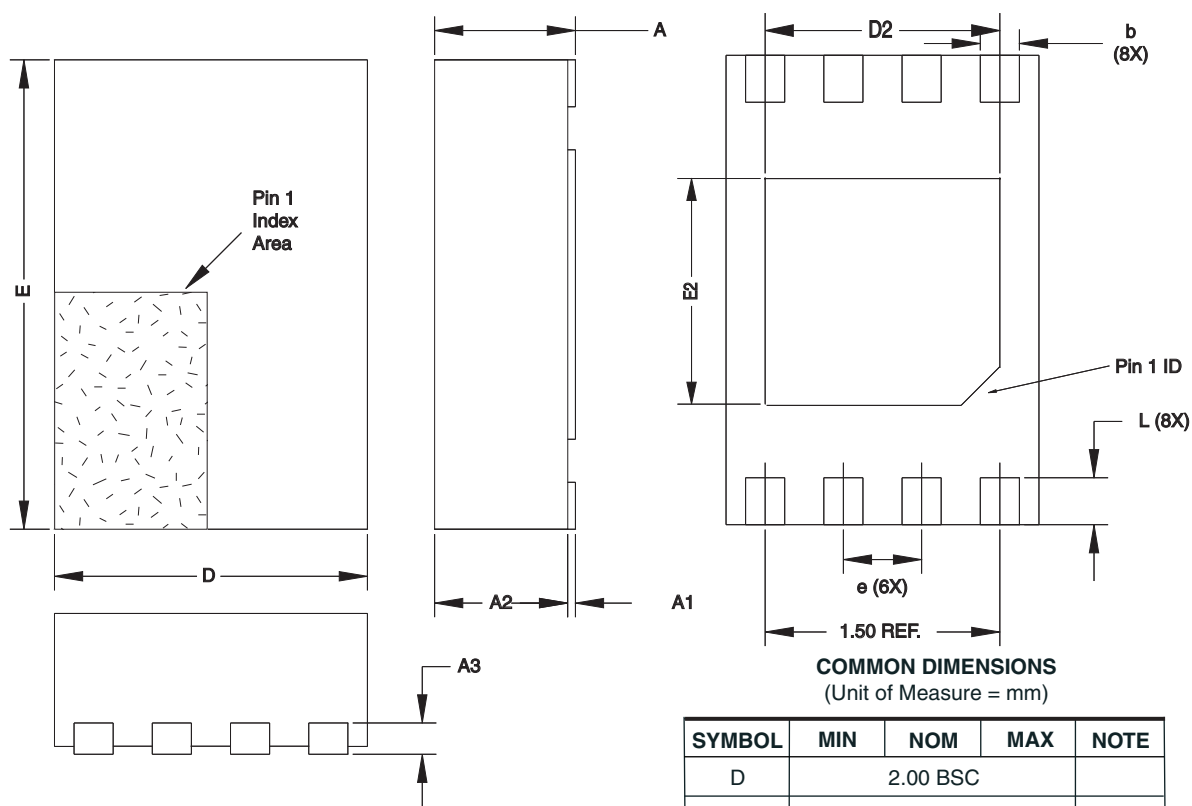 A
D2
b
(8X)
Pin 1
Index
Area
E
E2
Pin 1 ID
L (8X)
D
A2
A1
e (6X)
1.50 REF.
A3
COMMON DIMENSIONS
(Unit of Measure = mm)
SYMBOL MIN NOM MAX NOTE
D 2.00 BSC